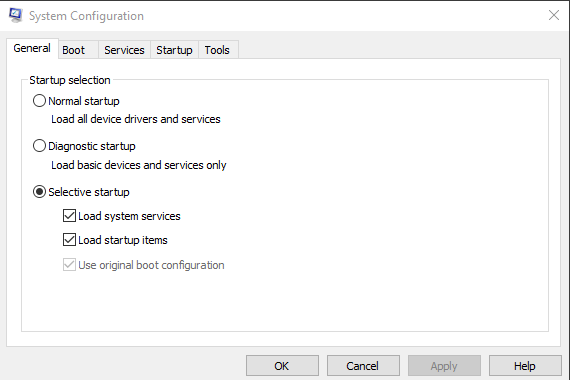 System Configuration
General Boot Services Startup Tools
Startup selection
Normal startup
Load all device drivers and services
Diagnostic startup
Load basic devices and services only
Selective startup
Load system services
Load startup items
Use original boot configuration
OK Cancel Apply Help